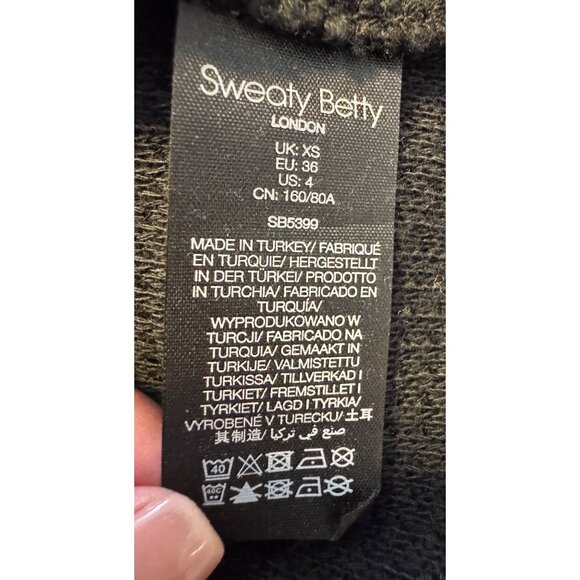 Sweaty Betty
LONDON
UK: XS
EU: 36
US: 4
CN: 160/80A
SB5399
MADE IN TURKEY/ FABRIQUÉ
EN TURQUIE/ HERGESTELLT
IN DER TÜRKEI/ PRODOTTO
IN TURCHIA/ FABRICADO EN
TURQUÍA/
WYPRODUKOWANO W
TURCJI/ FABRICADO NA
TURQUIA/ GEMAAKT IN
TURKIJE/ VALMISTETTU
TURKISSA/ TILLVERKAD I
TURKIET/ FREMSTILLET I
TYRKIET/ LAGD I TYRKIA/
VYROBENÉ V TURECKU/ 土耳
其制造/ صنع في تركيا
40
40C